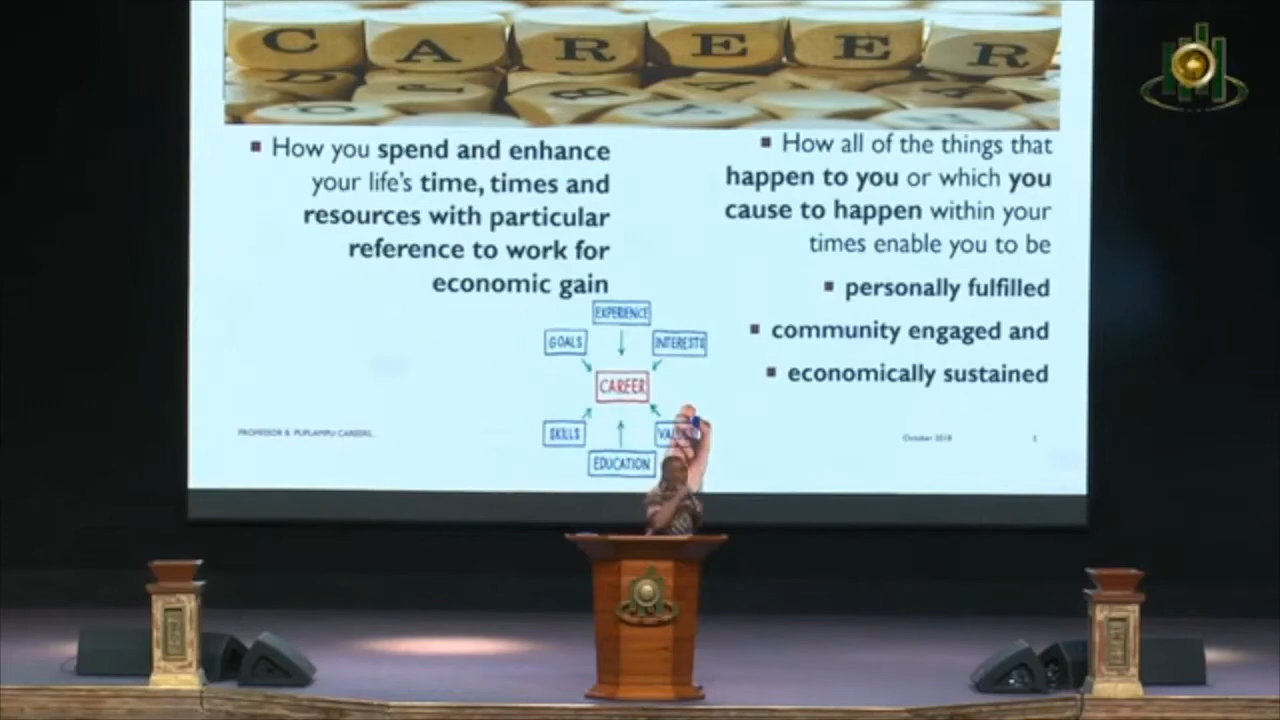 CAREER
▪ How you spend and enhance
your life's time, times and
resources with particular
reference to work for
economic gain
▪ How all of the things that
happen to you or which you
cause to happen within your
times enable you to be
▪ personally fulfilled
▪ community engaged and
▪ economically sustained
EXPERIENCE
GOALS
INTERESTS
CAREER
SKILLS
EDUCATION
PROFESSOR B. PUPLAMPU CAREERS,
October 2018